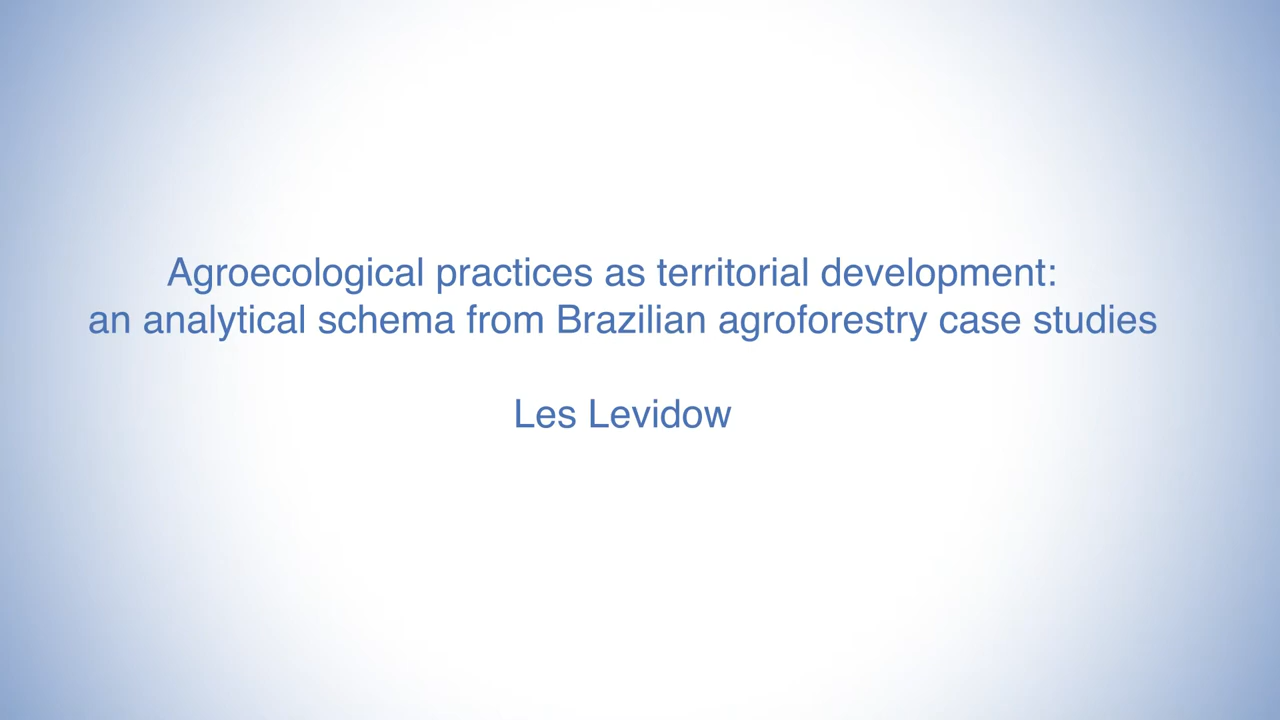 Agroecological practices as territorial development:
an analytical schema from Brazilian agroforestry case studies
Les Levidow